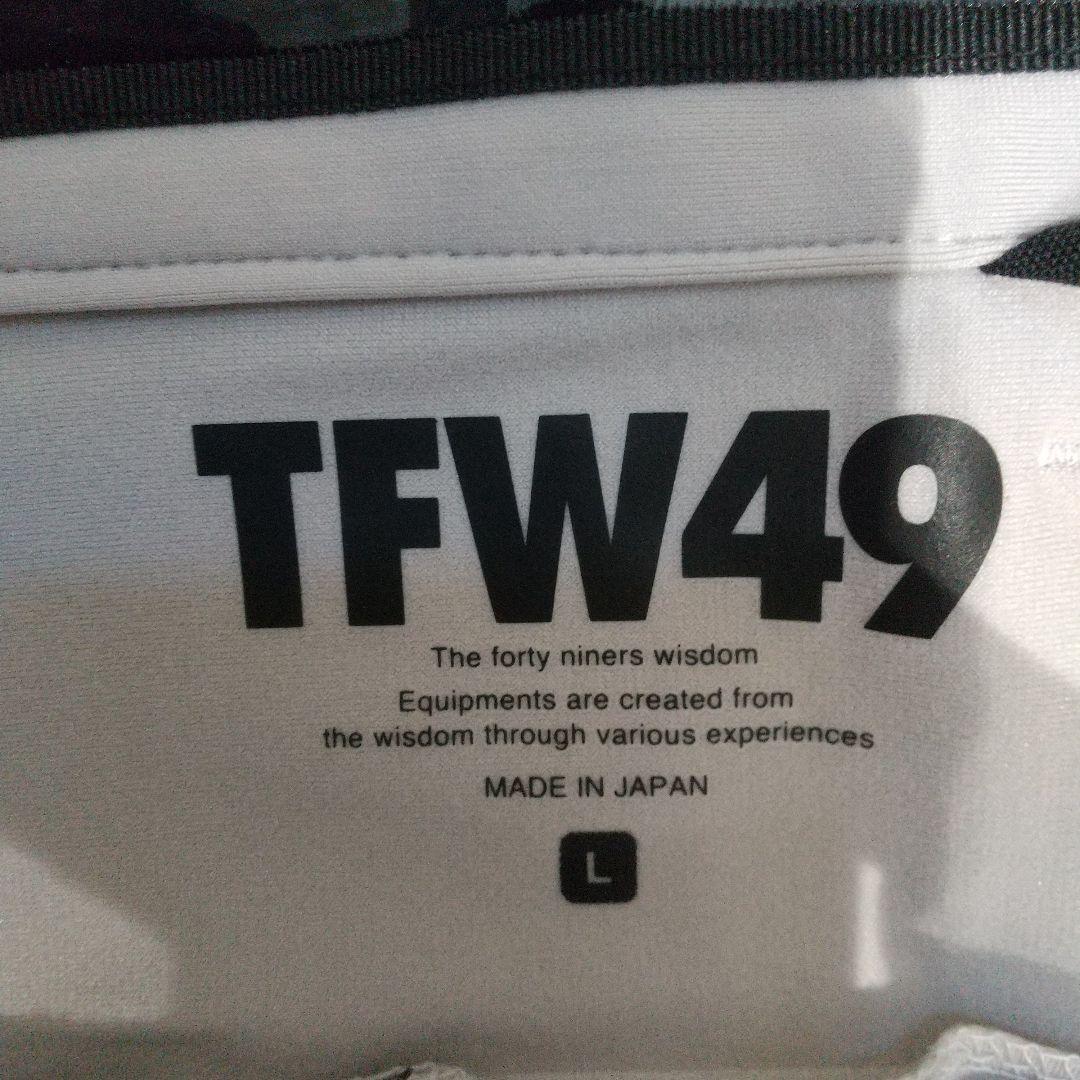 TFW49
The forty niners wisdom
Equipments are created from
the wisdom through various experiences
MADE IN JAPAN
L